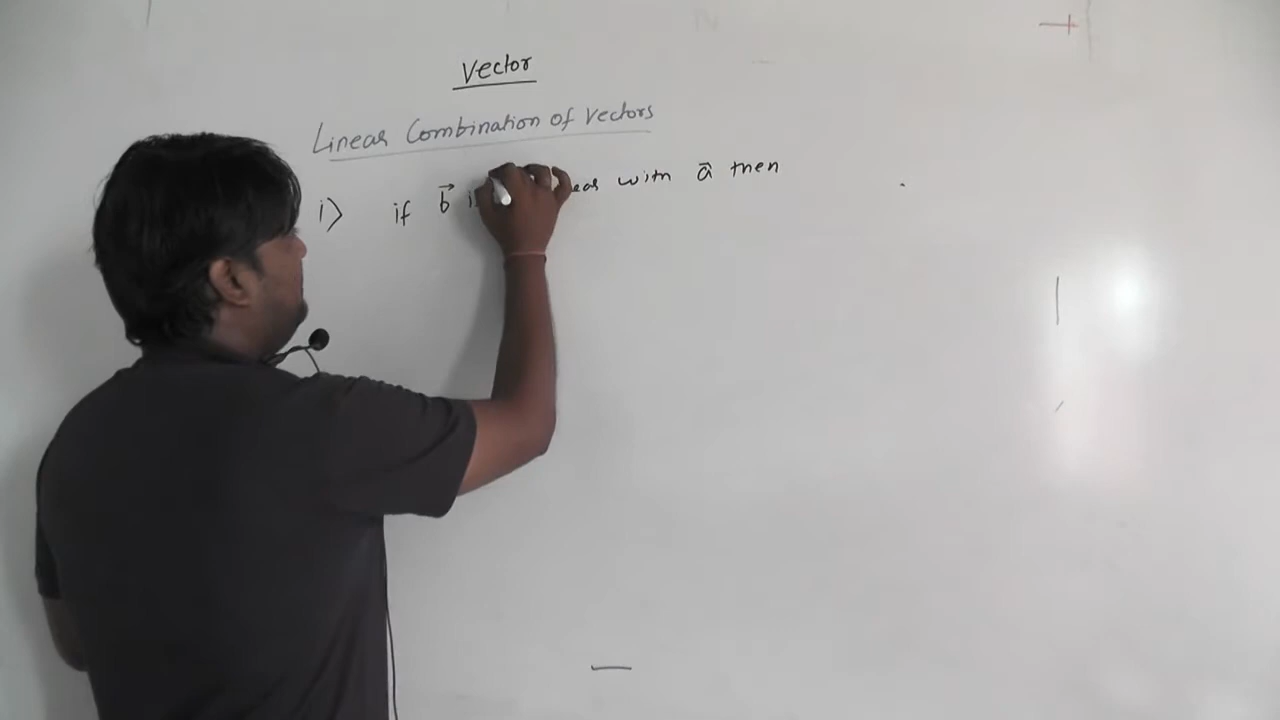 Vector
Linear Combination of vectors
i) if b⃗ with a⃗ then